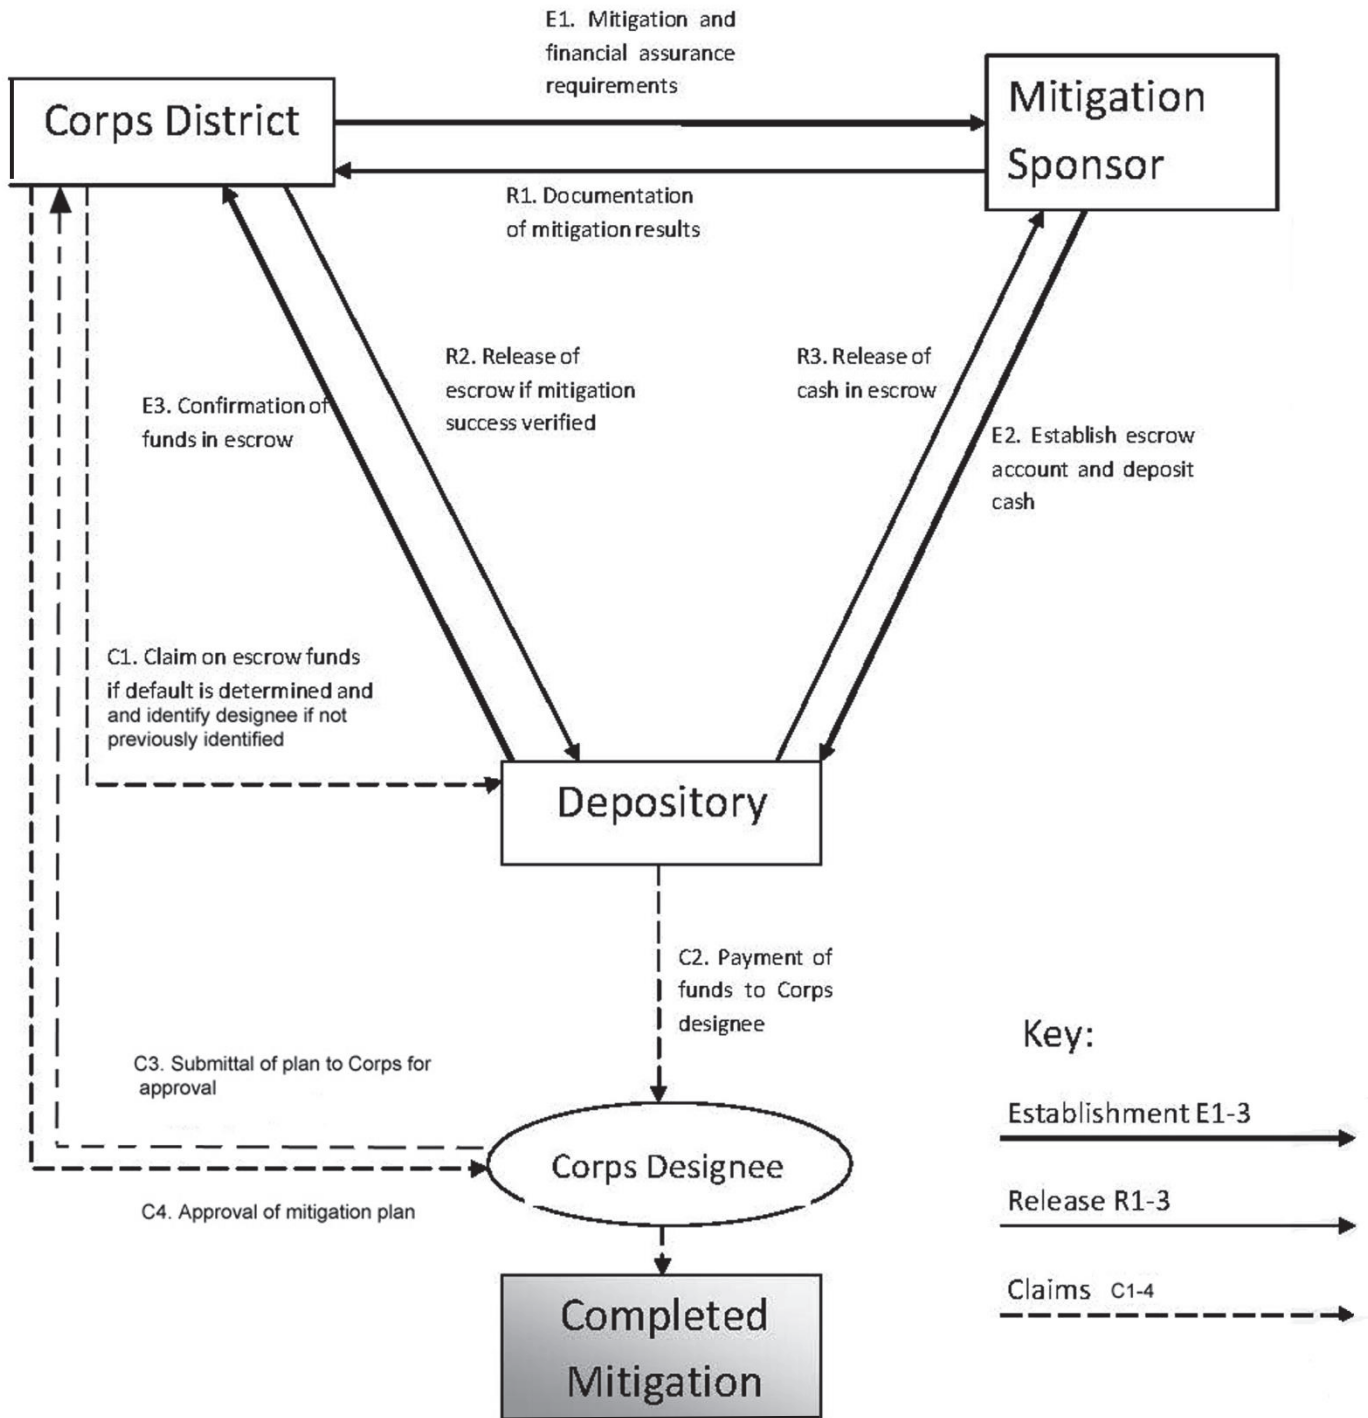 E1. Mitigation and
financial assurance
requirements
Corps District
Mitigation
Sponsor
R1. Documentation
of mitigation results
R2. Release of
escrow if mitigation
success verified
R3. Release of
cash in escrow
E3. Confirmation of
funds in escrow
E2. Establish escrow
account and deposit
cash
C1. Claim on escrow funds
if default is determined and
and identify designee if not
previously identified
Depository
C2. Payment of
funds to Corps
designee
Key:
C3. Submittal of plan to Corps for
approval
Establishment E1-3
Corps Designee
C4. Approval of mitigation plan
Release R1-3
Claims C1-4
Completed
Mitigation